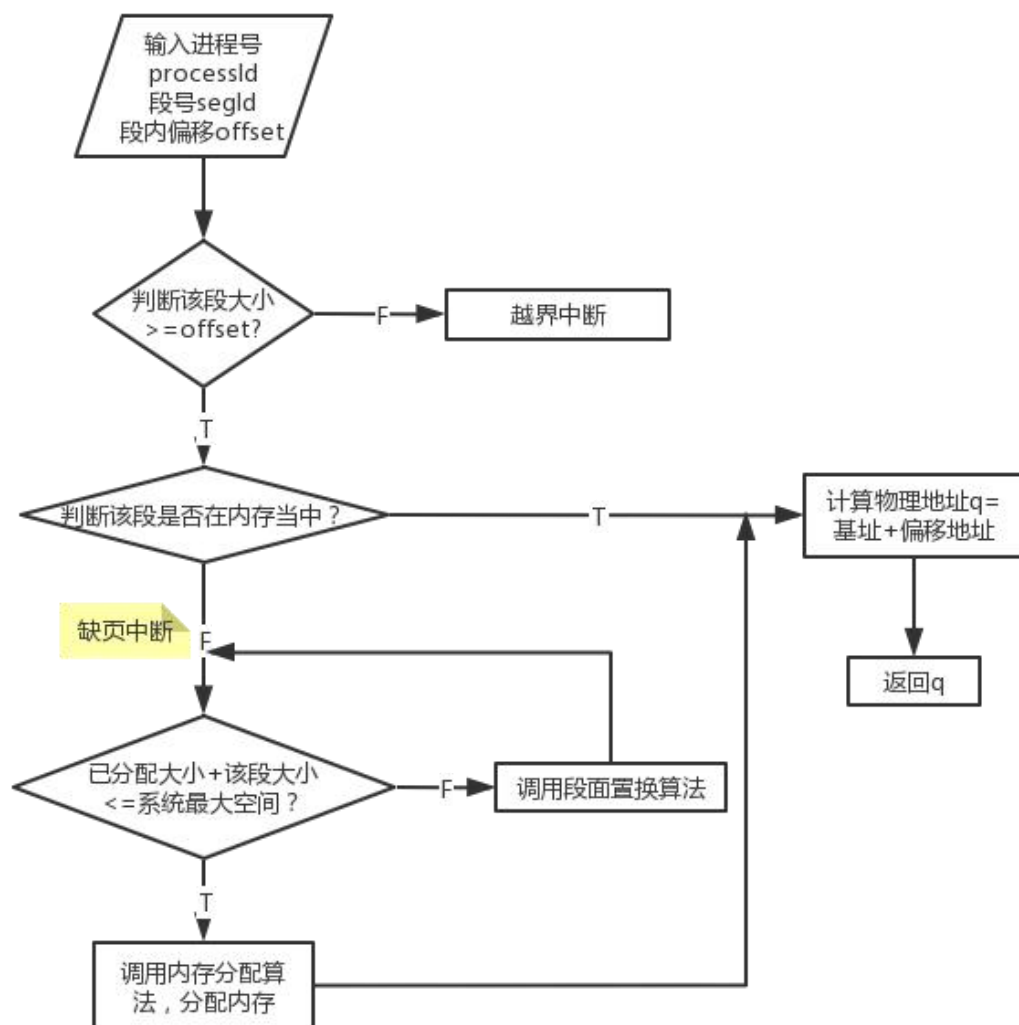 输入进程号
processId
段号segId
段内偏移offset
判断该段大小
>=offset?
F
越界中断
T
判断该段是否在内存当中？
T
计算物理地址q=
基址+偏移地址
缺页中断
F
返回q
已分配大小+该段大小
<=系统最大空间？
F
调用段面置换算法
T
调用内存分配算
法，分配内存